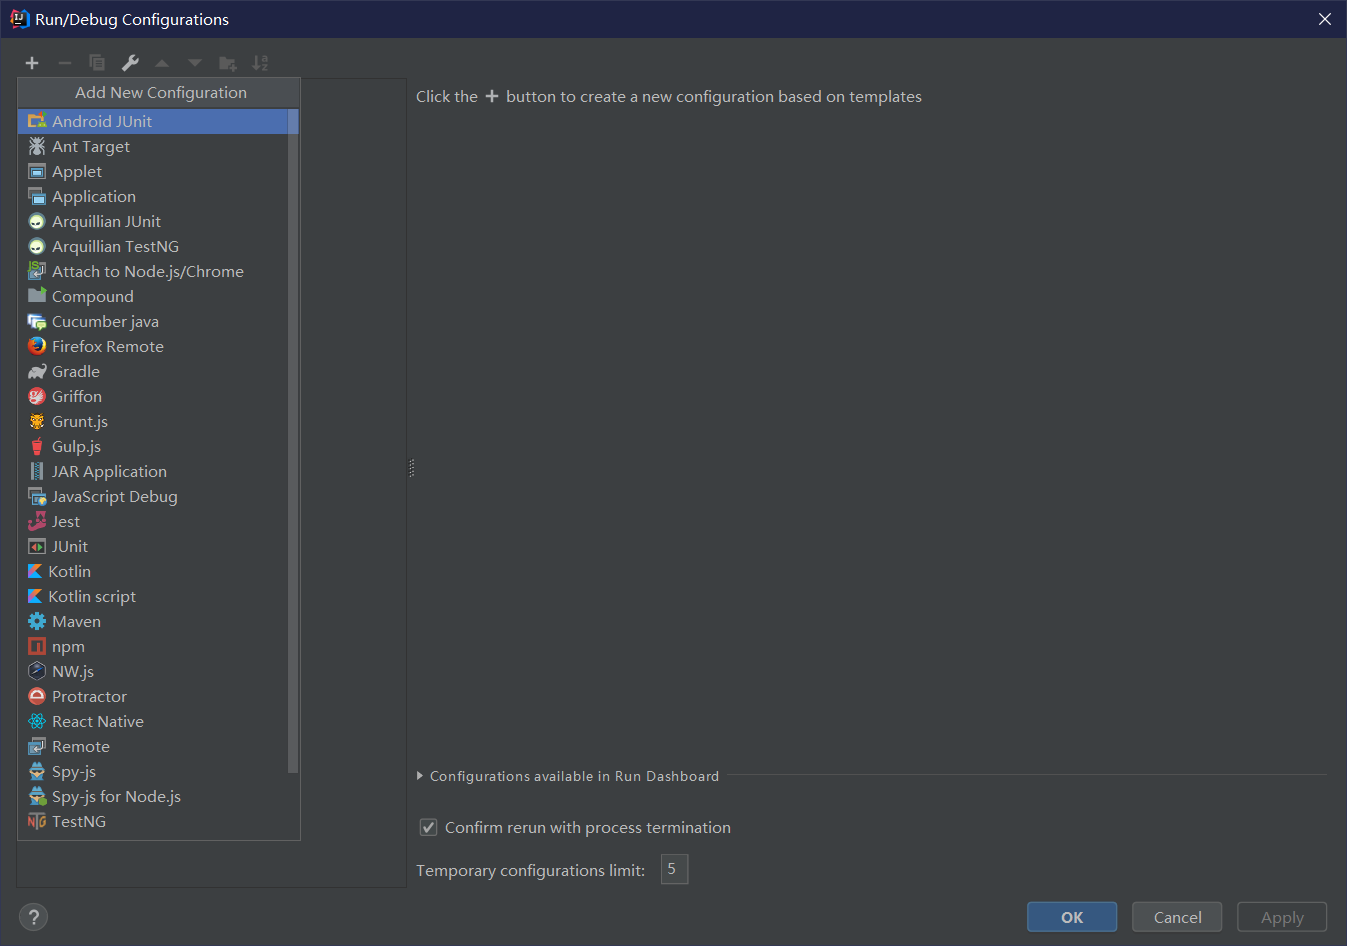 Run/Debug Configurations
Add New Configuration
Android JUnit
Ant Target
Applet
Application
Arquillian JUnit
Arquillian TestNG
Attach to Node.js/Chrome
Compound
Cucumber java
Firefox Remote
Gradle
Griffon
Grunt.js
Gulp.js
JAR Application
JavaScript Debug
Jest
JUnit
Kotlin
Kotlin script
Maven
npm
NW.js
Protractor
React Native
Remote
Spy-js
Spy-js for Node.js
TestNG
Click the + button to create a new configuration based on templates
Configurations available in Run Dashboard
Confirm rerun with process termination
Temporary configurations limit: 5
? OK Cancel Apply